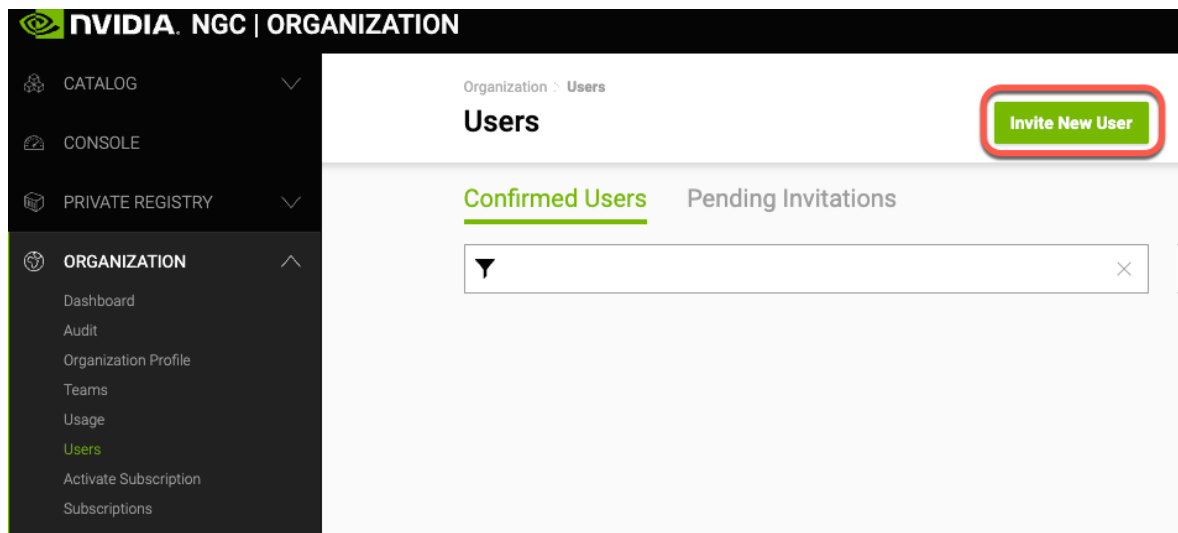 NVIDIA. NGC | ORGANIZATION
CATALOG
CONSOLE
PRIVATE REGISTRY
ORGANIZATION
Dashboard
Audit
Organization Profile
Teams
Usage
Users
Activate Subscription
Subscriptions
Organization > Users
Users
Invite New User
Confirmed Users Pending Invitations